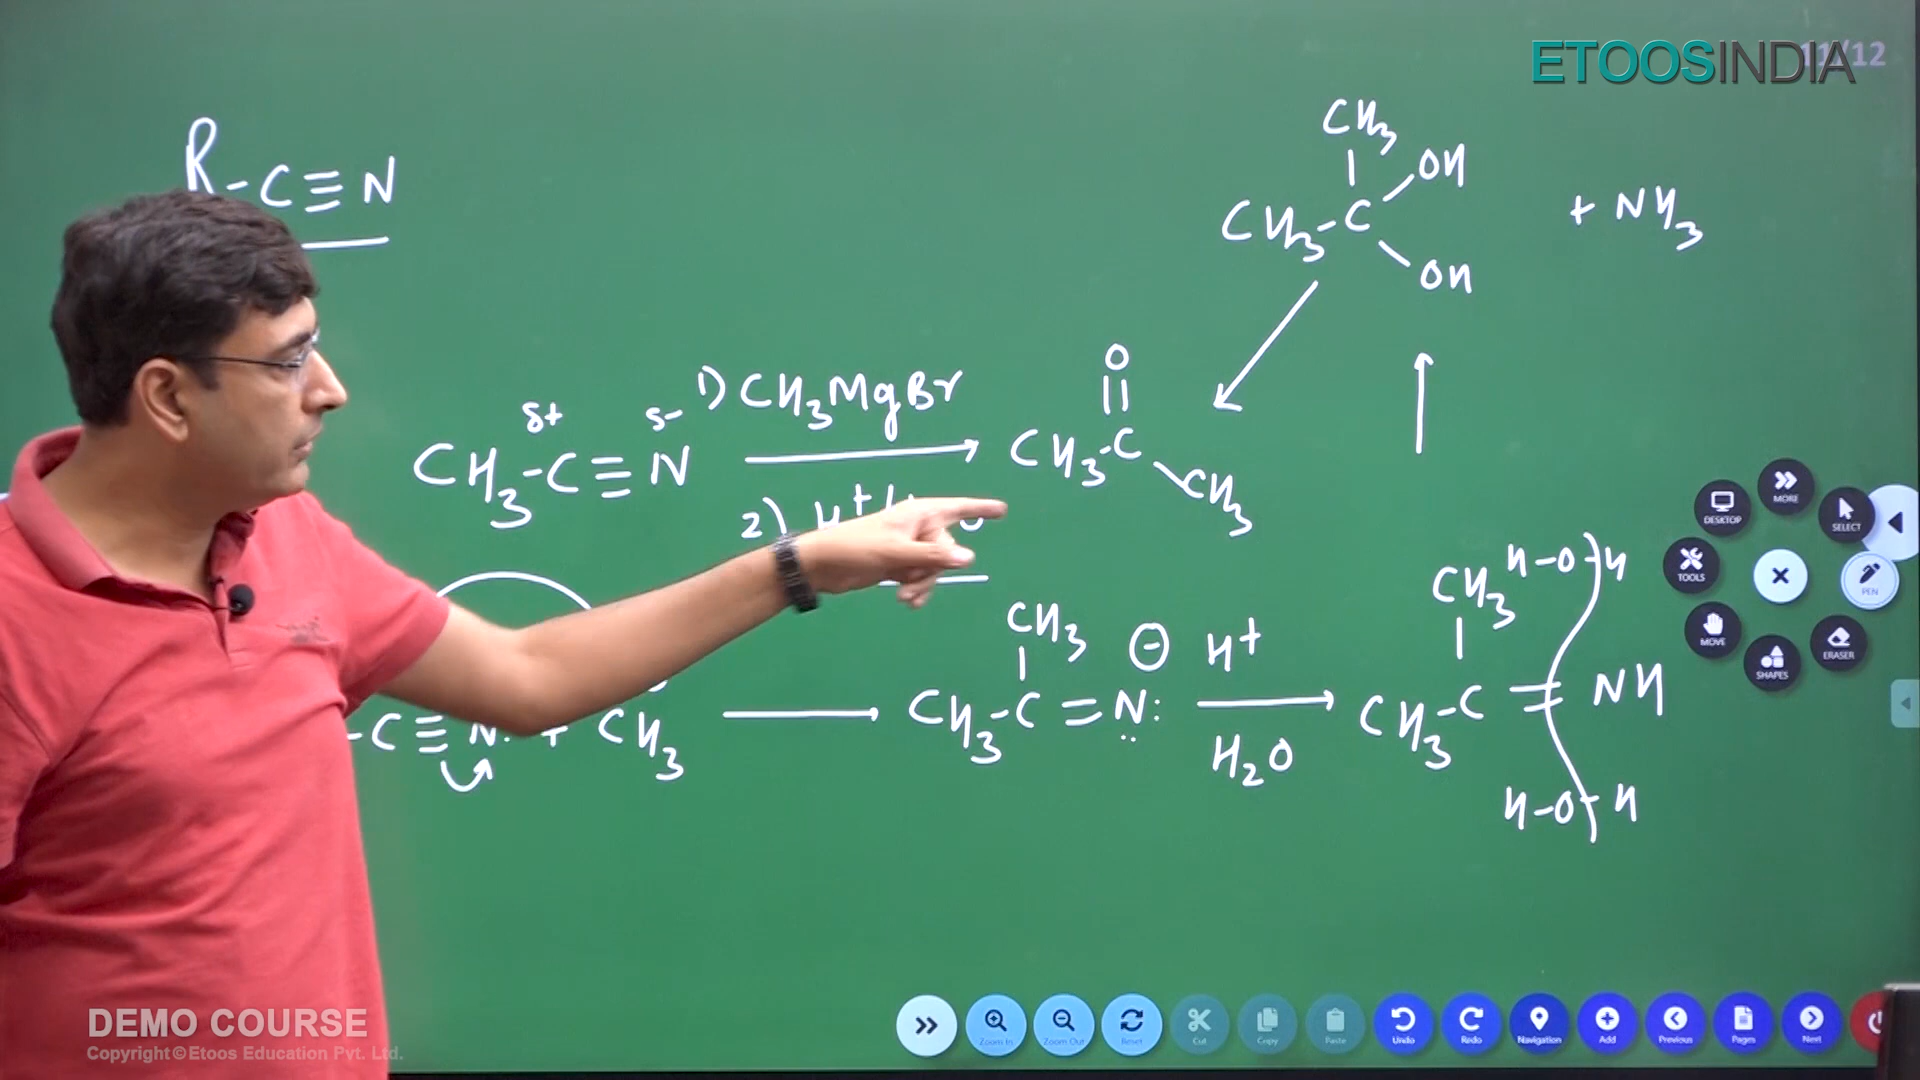 ETOOSINDIA
11/12
R-C≡N
CH3
CH3-C
OH
OH
+ NH3
δ+
δ-
CH3-C≡N
1) CH3MgBr
2) H+
O
CH3-C
CH3
-C≡N: + CH3
CH3
CH3-C=N:
⊖
H+
H2O
CH3
CH3-C=NH
H-O-H
H-O-H
DESKTOP
MORE
SELECT
TOOLS
PEN
MOVE
SHAPES
ERASER
DEMO COURSE
Copyright © Etoos Education Pvt. Ltd.
Zoom In
Zoom Out
Reset
Cut
Copy
Paste
Undo
Redo
Navigation
Add
Previous
Pages
Next